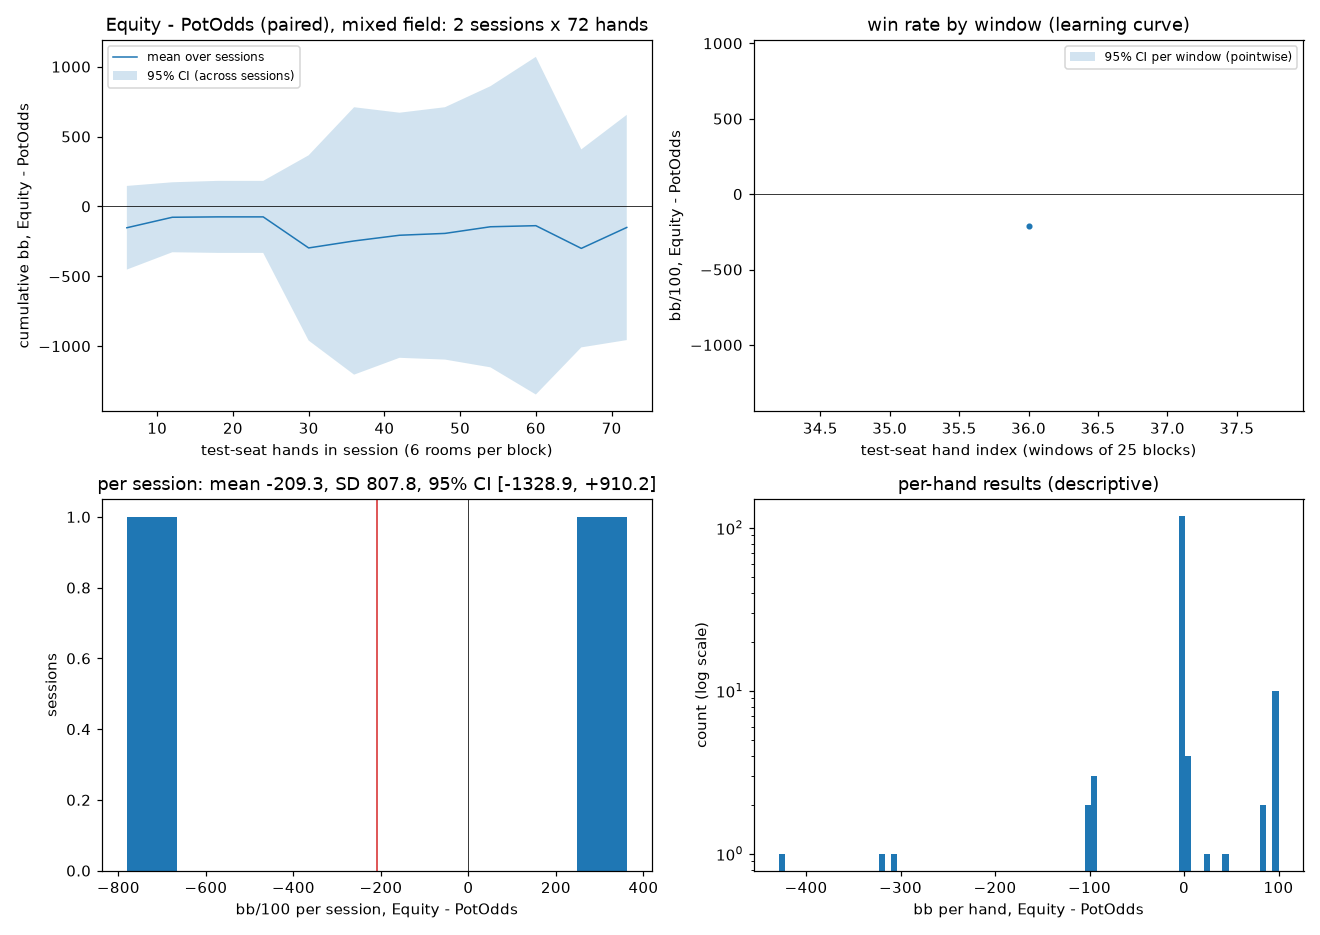 Equity - PotOdds (paired), mixed field: 2 sessions x 72 hands
mean over sessions
95% CI (across sessions)
1000
500
0
−500
−1000
cumulative bb, Equity - PotOdds
10 20 30 40 50 60 70
test-seat hands in session (6 rooms per block)
win rate by window (learning curve)
95% CI per window (pointwise)
1000
500
0
−500
−1000
bb/100, Equity - PotOdds
34.5 35.0 35.5 36.0 36.5 37.0 37.5
test-seat hand index (windows of 25 blocks)
per session: mean -209.3, SD 807.8, 95% CI [-1328.9, +910.2]
1.0
0.8
0.6
0.4
0.2
0.0
sessions
−800 −600 −400 −200 0 200 400
bb/100 per session, Equity - PotOdds
per-hand results (descriptive)
10²
10¹
10⁰
count (log scale)
−400 −300 −200 −100 0 100
bb per hand, Equity - PotOdds